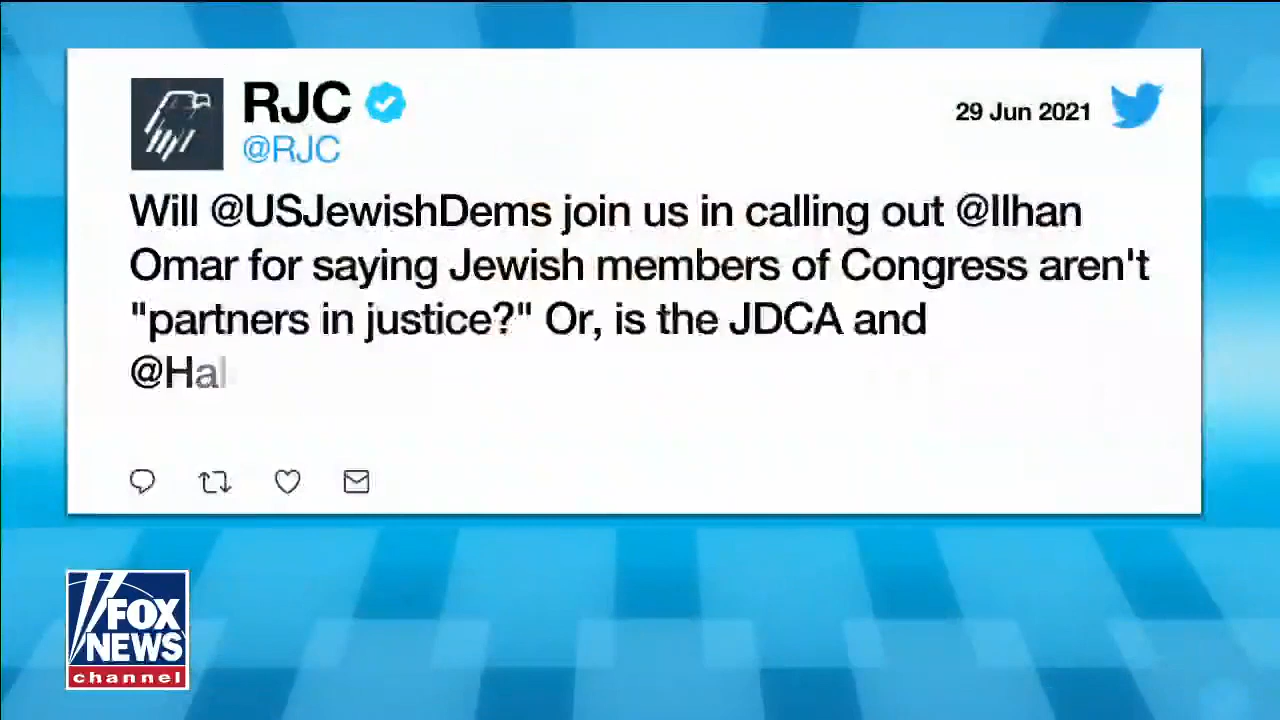 RJC
@RJC
29 Jun 2021
Will @USJewishDems join us in calling out @Ilhan
Omar for saying Jewish members of Congress aren't
"partners in justice?" Or, is the JDCA and
@Hal
FOX
NEWS
channel